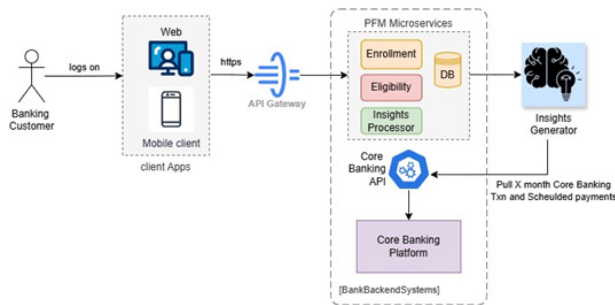 PFM Microservices
Web
Enrollment
logs on
https
DB
API Gateway
Eligibility
Insights
Processor
Banking
Customer
Mobile client
client Apps
Insights
Generator
Core
Banking
API
Pull X month Core Banking
Txn and Scheulded payments
Core Banking
Platform
[BankBackendSystems]